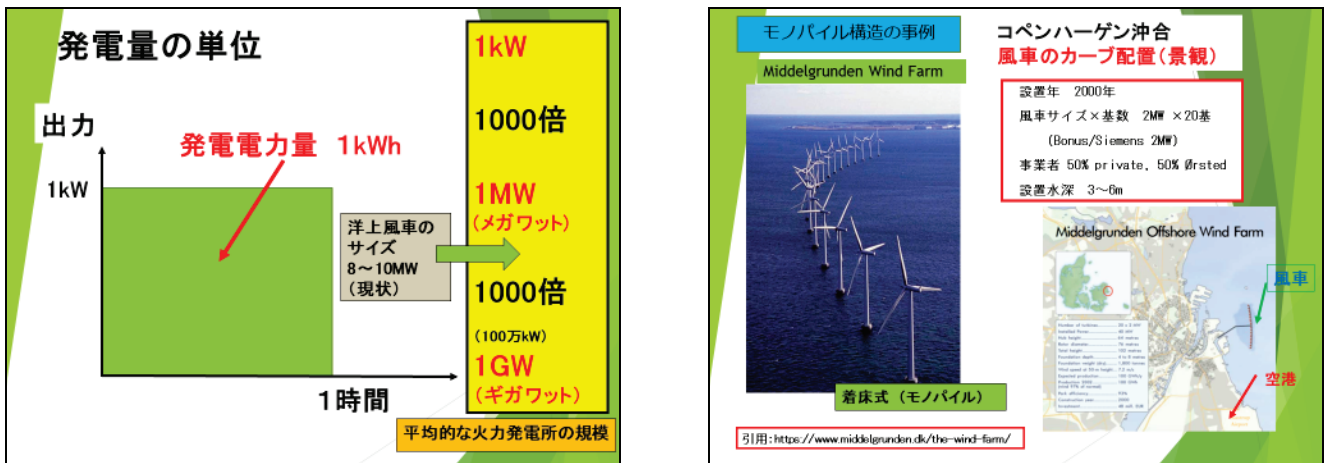 発電量の単位
出力
発電電力量 1kWh
1kW
1時間
洋上風車の
サイズ
8～10MW
(現状)
1kW
1000倍
1MW
(メガワット)
1000倍
(100万kW)
1GW
(ギガワット)
平均的な火力発電所の規模
モノパイル構造の事例
Middelgrunden Wind Farm
着床式（モノパイル）
引用：https://www.middelgrunden.dk/the-wind-farm/
コペンハーゲン沖合
風車のカーブ配置（景観）
設置年 2000年
風車サイズ×基数 2MW ×20基
(Bonus/Siemens 2MW)
事業者 50% private, 50% Ørsted
設置水深 3～6m
Middelgrunden Offshore Wind Farm
風車
空港